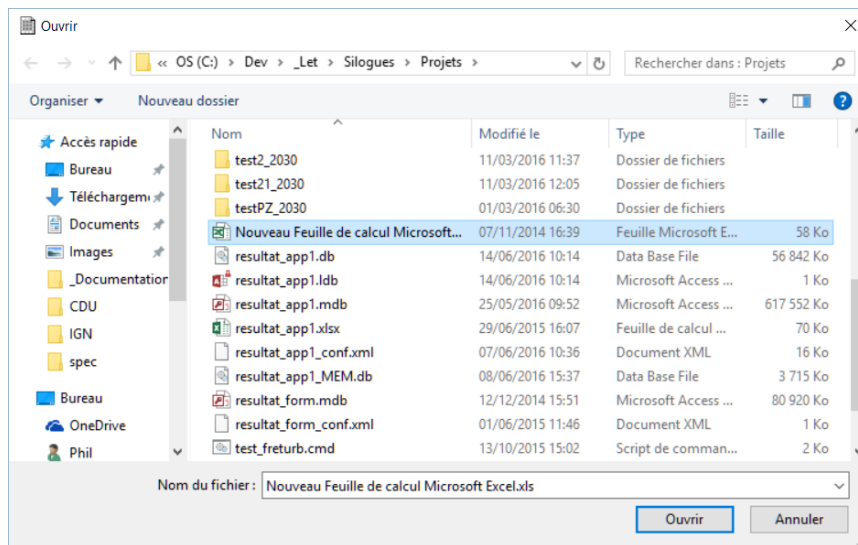 Ouvrir
« OS (C:) > Dev > _Let > Silogues > Projets >
Rechercher dans : Projets
Organiser
Nouveau dossier
Nom Modifié le Type Taille
Accès rapide
Bureau
Téléchargem
Documents
Images
_Documentation
CDU
IGN
spec
Bureau
OneDrive
Phil
test2_2030 11/03/2016 11:37 Dossier de fichiers
test21_2030 11/03/2016 12:05 Dossier de fichiers
testPZ_2030 01/03/2016 06:30 Dossier de fichiers
Nouveau Feuille de calcul Microsoft... 07/11/2014 16:39 Feuille Microsoft E... 58 Ko
resultat_app1.db 14/06/2016 10:14 Data Base File 56 842 Ko
resultat_app1.ldb 14/06/2016 10:14 Microsoft Access ... 1 Ko
resultat_app1.mdb 25/05/2016 09:52 Microsoft Access ... 617 552 Ko
resultat_app1.xlsx 29/06/2015 16:07 Feuille de calcul ... 70 Ko
resultat_app1_conf.xml 07/06/2016 10:36 Document XML 16 Ko
resultat_app1_MEM.db 08/06/2016 15:37 Data Base File 3 715 Ko
resultat_form.mdb 12/12/2014 15:51 Microsoft Access ... 80 920 Ko
resultat_form_conf.xml 01/06/2015 11:46 Document XML 1 Ko
test_freturb.cmd 13/10/2015 15:02 Script de comman... 2 Ko
Nom du fichier : Nouveau Feuille de calcul Microsoft Excel.xls
Ouvrir Annuler